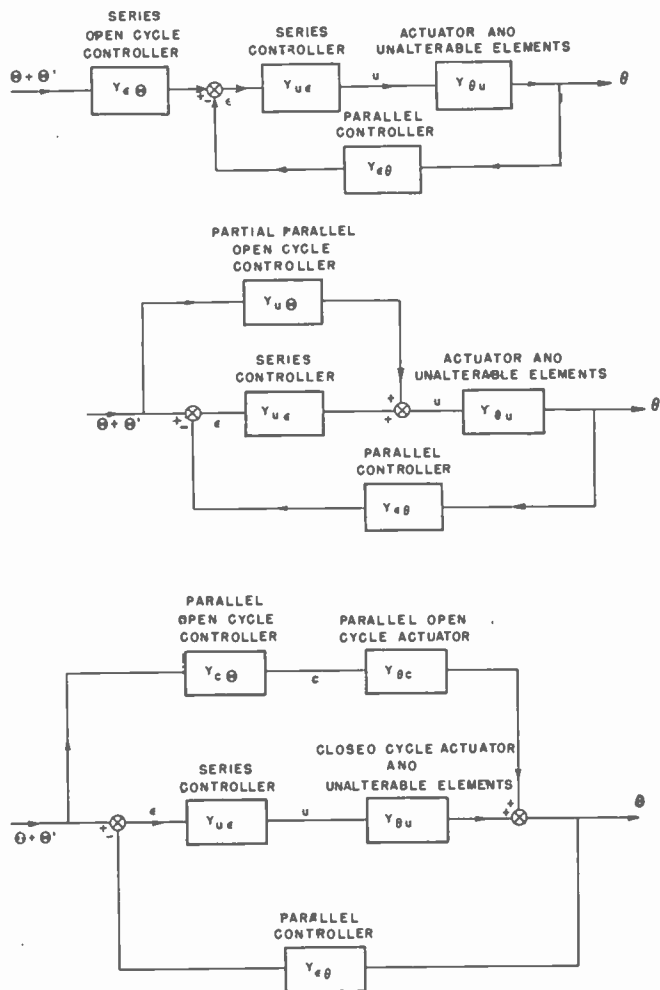 SERIES
OPEN CYCLE
CONTROLLER
SERIES
CONTROLLER
ACTUATOR AND
UNALTERABLE ELEMENTS
Θ+Θ'
YϵΘ
+
-
ϵ
Yuϵ
u
Yθu
θ
PARALLEL
CONTROLLER
Yϵθ
PARTIAL PARALLEL
OPEN CYCLE
CONTROLLER
YuΘ
SERIES
CONTROLLER
ACTUATOR AND
UNALTERABLE ELEMENTS
Θ+Θ'
+
-
ϵ
Yuϵ
+
+
u
Yθu
θ
PARALLEL
CONTROLLER
Yϵθ
PARALLEL
OPEN CYCLE
CONTROLLER
PARALLEL OPEN
CYCLE ACTUATOR
YcΘ
c
Yθc
SERIES
CONTROLLER
CLOSEO CYCLE ACTUATOR
AND
UNALTERABLE ELEMENTS
Θ+Θ'
+
-
ϵ
Yuϵ
u
Yθu
+
+
θ
PARALLEL
CONTROLLER
Yϵθ